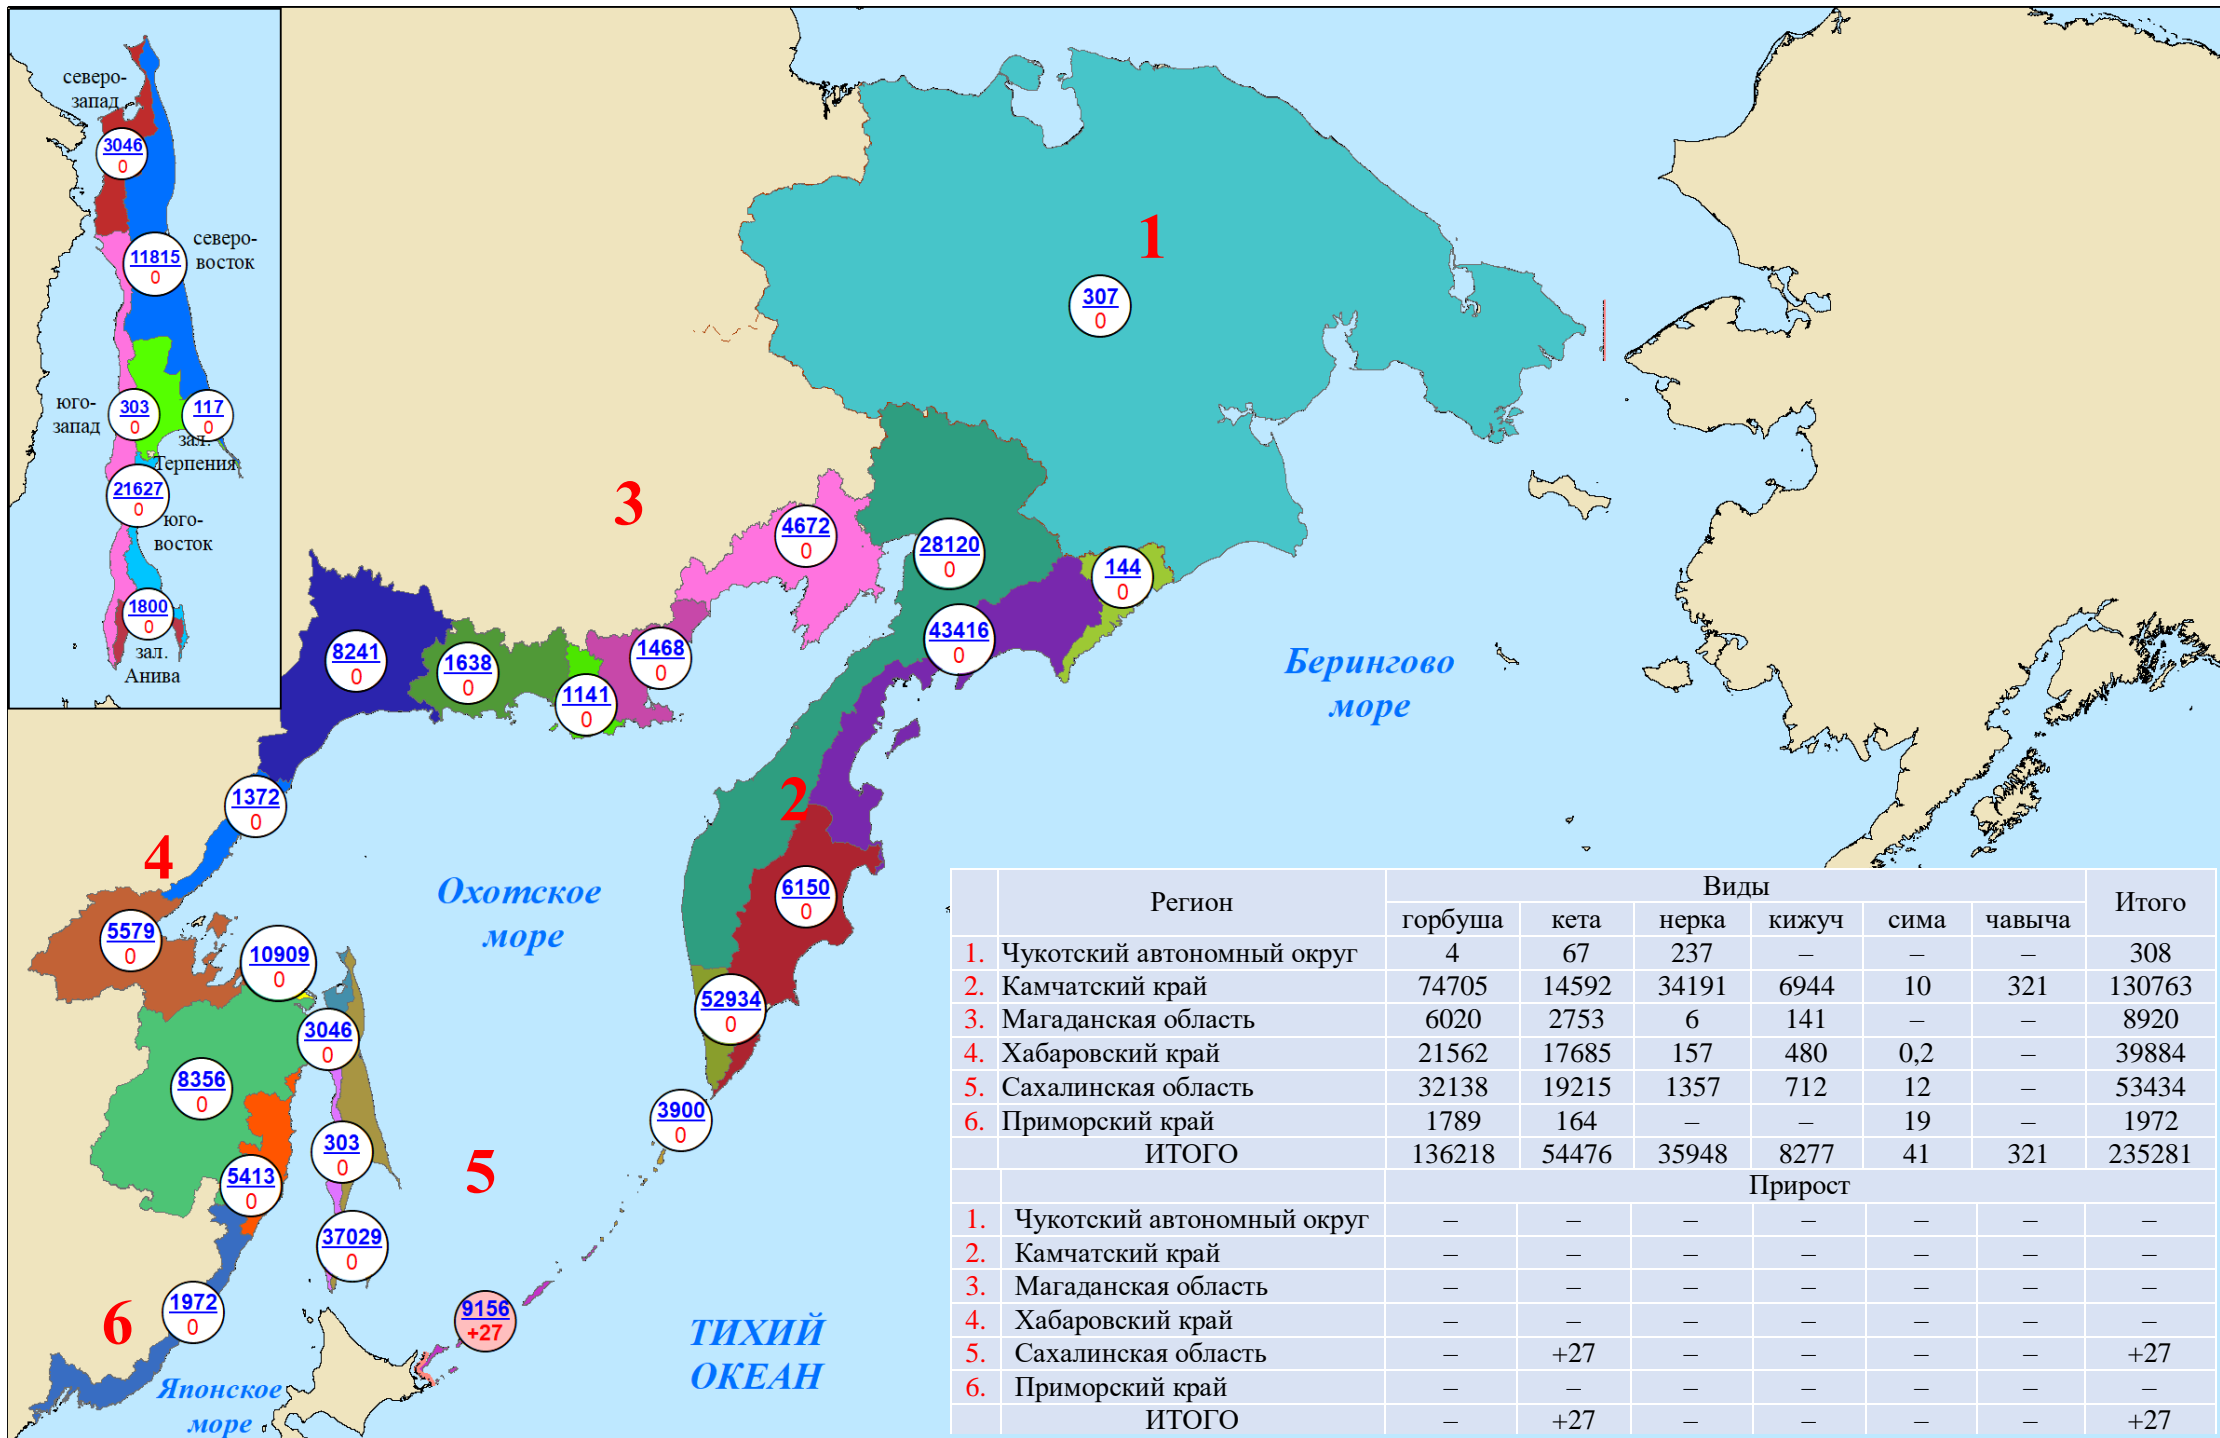 северо-
запад
3046
0
северо-
восток
11815
0
юго-
запад
303
0
117
0
зал.
Терпения
21627
0
юго-
восток
1800
0
зал.
Анива
1
307
0
3
4672
0
28120
0
144
0
43416
0
8241
0
1638
0
1468
0
1141
0
Берингово
море
1372
0
2
4
Охотское
море
6150
0
5579
0
10909
0
52934
0
3046
0
8356
0
3900
0
303
0
5
5413
0
37029
0
1972
0
6
9156
+27
ТИХИЙ
ОКЕАН
Японское
море
Регион Виды Итого
горбуша кета нерка кижуч сима чавыча
1. Чукотский автономный округ 4 67 237 – – – 308
2. Камчатский край 74705 14592 34191 6944 10 321 130763
3. Магаданская область 6020 2753 6 141 – – 8920
4. Хабаровский край 21562 17685 157 480 0,2 – 39884
5. Сахалинская область 32138 19215 1357 712 12 – 53434
6. Приморский край 1789 164 – – 19 – 1972
ИТОГО 136218 54476 35948 8277 41 321 235281
Прирост
1. Чукотский автономный округ – – – – – – –
2. Камчатский край – – – – – – –
3. Магаданская область – – – – – – –
4. Хабаровский край – – – – – – –
5. Сахалинская область – +27 – – – – +27
6. Приморский край – – – – – – –
ИТОГО – +27 – – – – +27